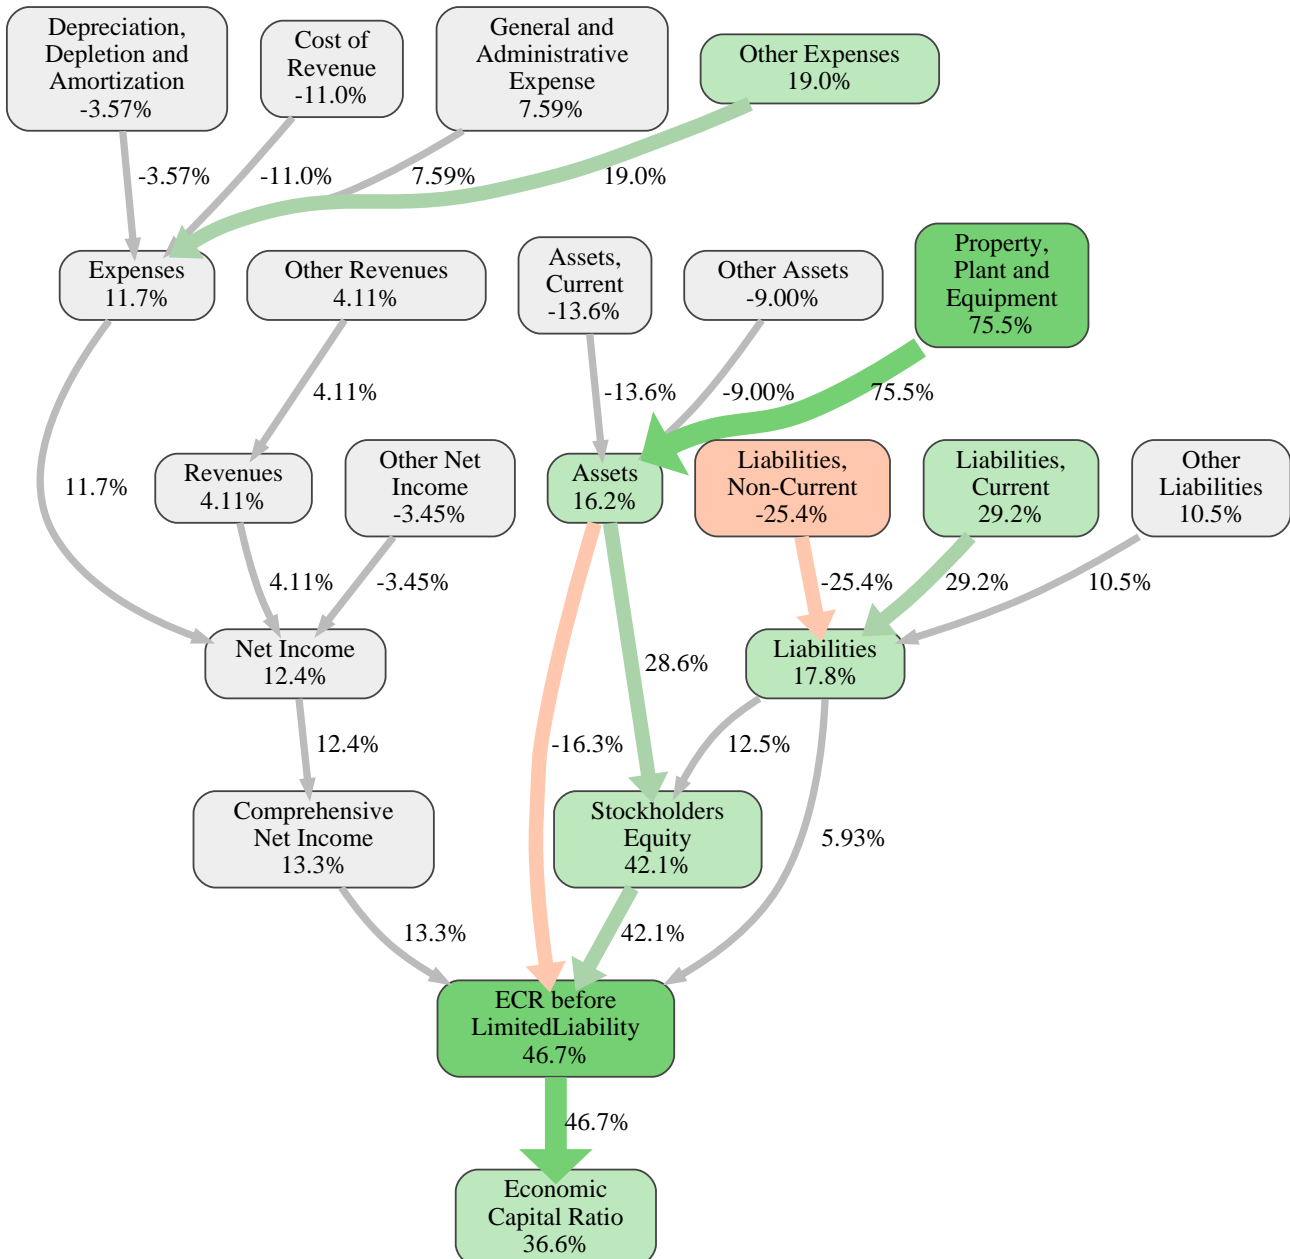 Depreciation,
Depletion and
Amortization
-3.57%
Cost of
Revenue
-11.0%
General and
Administrative
Expense
7.59%
Other Expenses
19.0%
-3.57%
-11.0%
7.59%
19.0%
Expenses
11.7%
Other Revenues
4.11%
Assets,
Current
-13.6%
Other Assets
-9.00%
Property,
Plant and
Equipment
75.5%
4.11%
-13.6%
-9.00%
75.5%
11.7%
Revenues
4.11%
Other Net
Income
-3.45%
Assets
16.2%
Liabilities,
Non-Current
-25.4%
Liabilities,
Current
29.2%
Other
Liabilities
10.5%
4.11%
-3.45%
-25.4%
29.2%
10.5%
Net Income
12.4%
28.6%
Liabilities
17.8%
12.4%
-16.3%
12.5%
Comprehensive
Net Income
13.3%
Stockholders
Equity
42.1%
5.93%
13.3%
42.1%
ECR before
LimitedLiability
46.7%
46.7%
Economic
Capital Ratio
36.6%